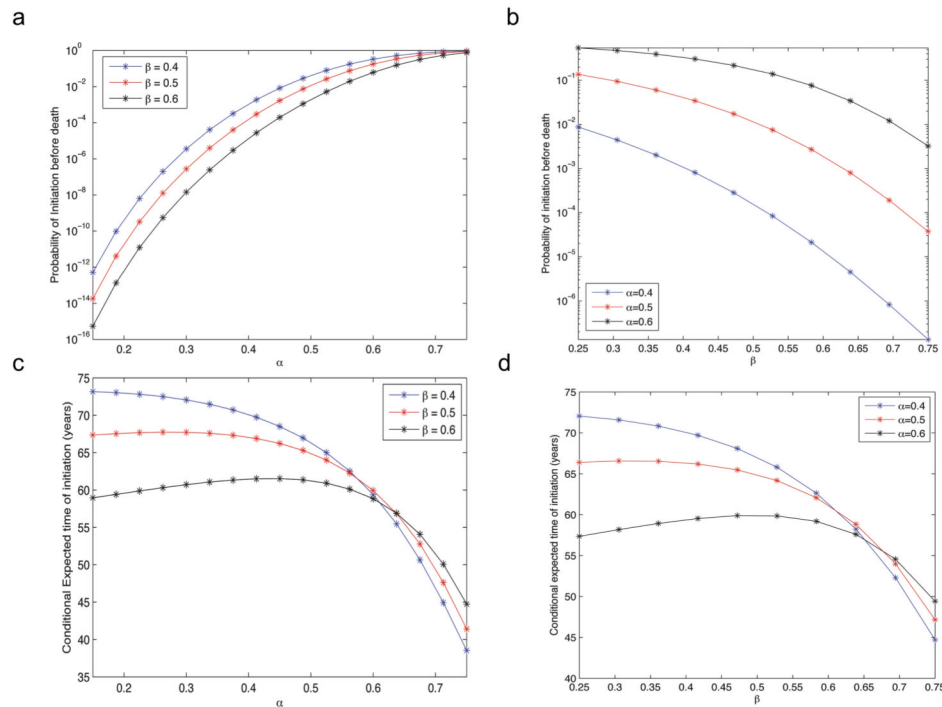 a
Probability of Initiation before death
10^0
10^−2
10^−4
10^−6
10^−8
10^−10
10^−12
10^−14
10^−16
β = 0.4
β = 0.5
β = 0.6
0.2 0.3 0.4 0.5 0.6 0.7
α
b
Probability of initiation before death
10^−1
10^−2
10^−3
10^−4
10^−5
10^−6
α=0.4
α=0.5
α=0.6
0.25 0.3 0.35 0.4 0.45 0.5 0.55 0.6 0.65 0.7 0.75
β
c
Conditional Expected time of initiation (years)
75
70
65
60
55
50
45
40
35
β = 0.4
β = 0.5
β = 0.6
0.2 0.3 0.4 0.5 0.6 0.7
α
d
Conditional expected time of initiation (years)
75
70
65
60
55
50
45
40
α=0.4
α=0.5
α=0.6
0.25 0.3 0.35 0.4 0.45 0.5 0.55 0.6 0.65 0.7 0.75
β